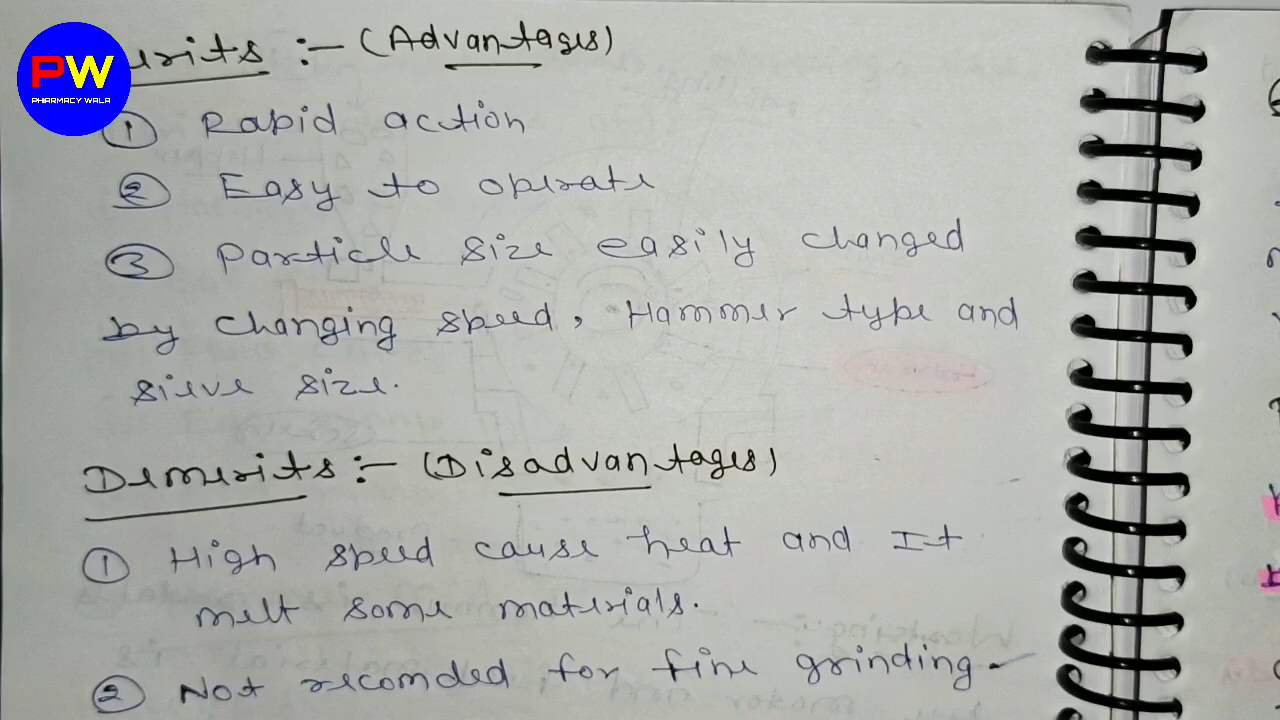 PW
PHARMACY WALA
erits :- (Advantages)
① Rapid action
② Easy to operate
③ Particle size easily changed
by changing speed, Hammer type and
sieve size.
Demerits :- (Disadvantages)
① High speed cause heat and It
melt some materials.
② Not recomded for fine grinding.